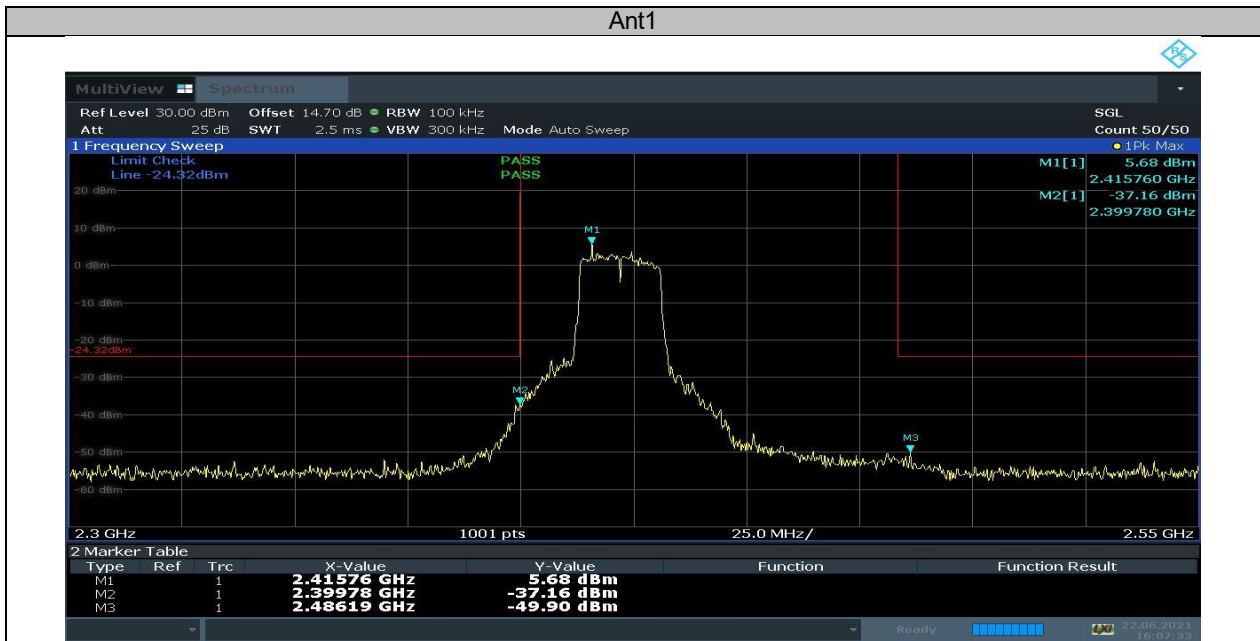 Ant1
R&S
MultiView Spectrum
Ref Level 30.00 dBm Offset 14.70 dB RBW 100 kHz SGL
Att 25 dB SWT 2.5 ms VBW 300 kHz Mode Auto Sweep Count 50/50
1 Frequency Sweep 1Pk Max
Limit Check PASS M1[1] 5.68 dBm
Line -24.32dBm PASS 2.415760 GHz
20 dBm M2[1] -37.16 dBm
2.399780 GHz
10 dBm
M1
0 dBm
-10 dBm
-20 dBm
-24.32dBm
-30 dBm
M2
-40 dBm
M3
-50 dBm
-60 dBm
2.3 GHz 1001 pts 25.0 MHz/ 2.55 GHz
2 Marker Table
Type Ref Trc X-Value Y-Value Function Function Result
M1 1 2.41576 GHz 5.68 dBm
M2 1 2.39978 GHz -37.16 dBm
M3 1 2.48619 GHz -49.90 dBm
Ready LXI 22.06.2021
16:07:33